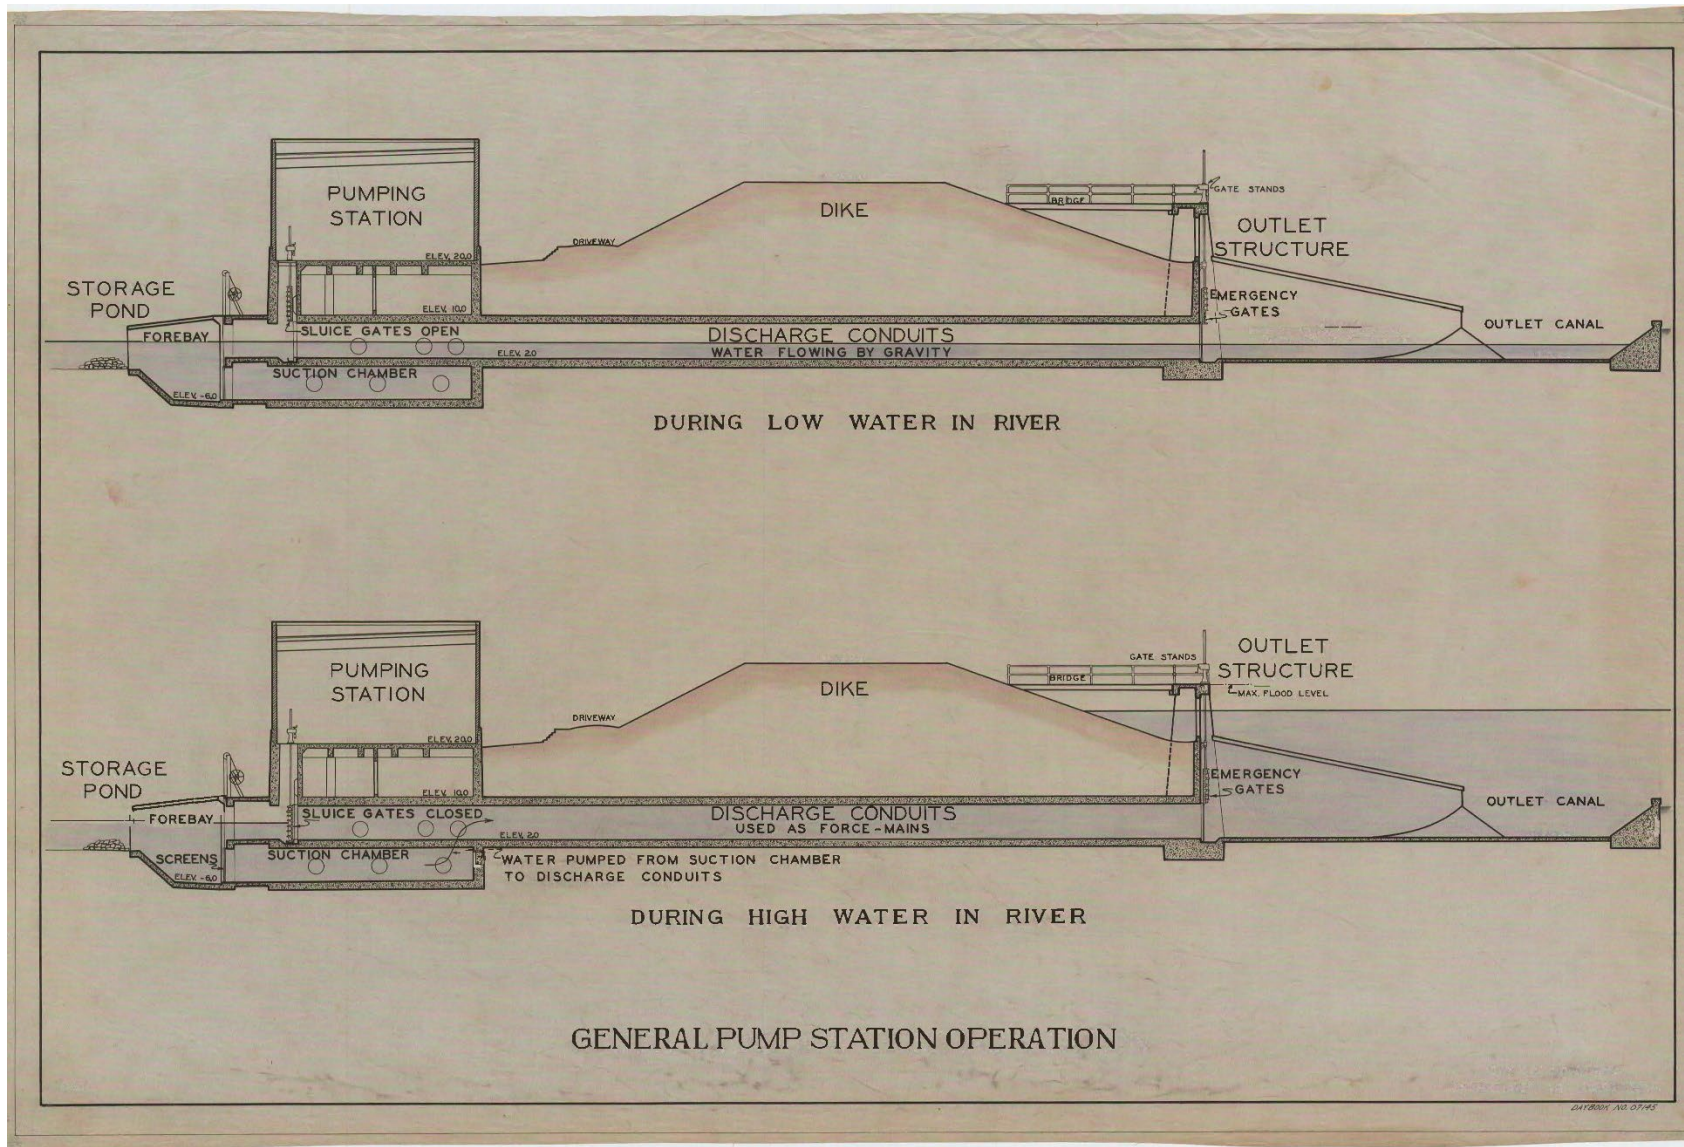 PUMPING
STATION
DIKE
GATE STANDS
BRIDGE
OUTLET
STRUCTURE
DRIVEWAY
ELEV. 20.0
STORAGE
POND
EMERGENCY
GATES
ELEV. 10.0
FOREBAY
SLUICE GATES OPEN
DISCHARGE CONDUITS
OUTLET CANAL
ELEV. 2.0
WATER FLOWING BY GRAVITY
SUCTION CHAMBER
ELEV. -6.0
DURING LOW WATER IN RIVER
PUMPING
STATION
DIKE
GATE STANDS
BRIDGE
OUTLET
STRUCTURE
MAX. FLOOD LEVEL
DRIVEWAY
ELEV. 20.0
STORAGE
POND
EMERGENCY
GATES
ELEV. 10.0
FOREBAY
SLUICE GATES CLOSED
DISCHARGE CONDUITS
USED AS FORCE-MAINS
OUTLET CANAL
ELEV. 2.0
SCREENS
SUCTION CHAMBER
WATER PUMPED FROM SUCTION CHAMBER
TO DISCHARGE CONDUITS
ELEV. -6.0
DURING HIGH WATER IN RIVER
GENERAL PUMP STATION OPERATION
DAYBOOK NO. 07145